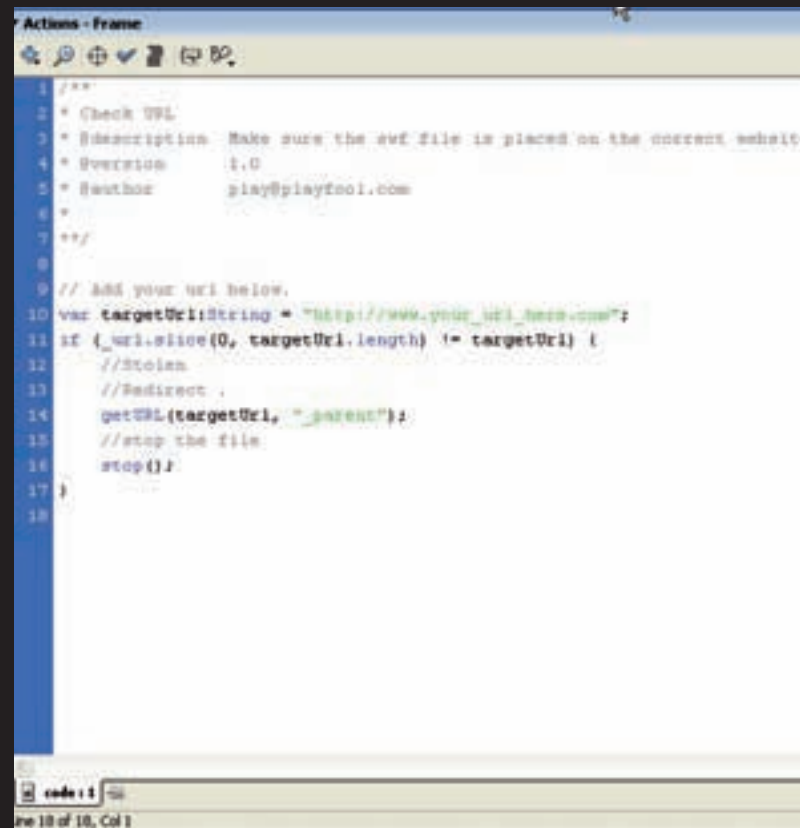 Actions - Frame
1 /**
2 * Check URL
3 * @description Make sure the swf file is placed on the correct websit
4 * @version 1.0
5 * @author play@playfool.com
6 *
7 **/
8
9 // Add your url below.
10 var targetUrl:String = "http://www.your_url_here.com";
11 if (_url.slice(0, targetUrl.length) != targetUrl) {
12 //Stolen
13 //Redirect .
14 getURL(targetUrl, "_parent");
15 //stop the file
16 stop();
17 }
18
code : 1
ine 18 of 18, Col 1